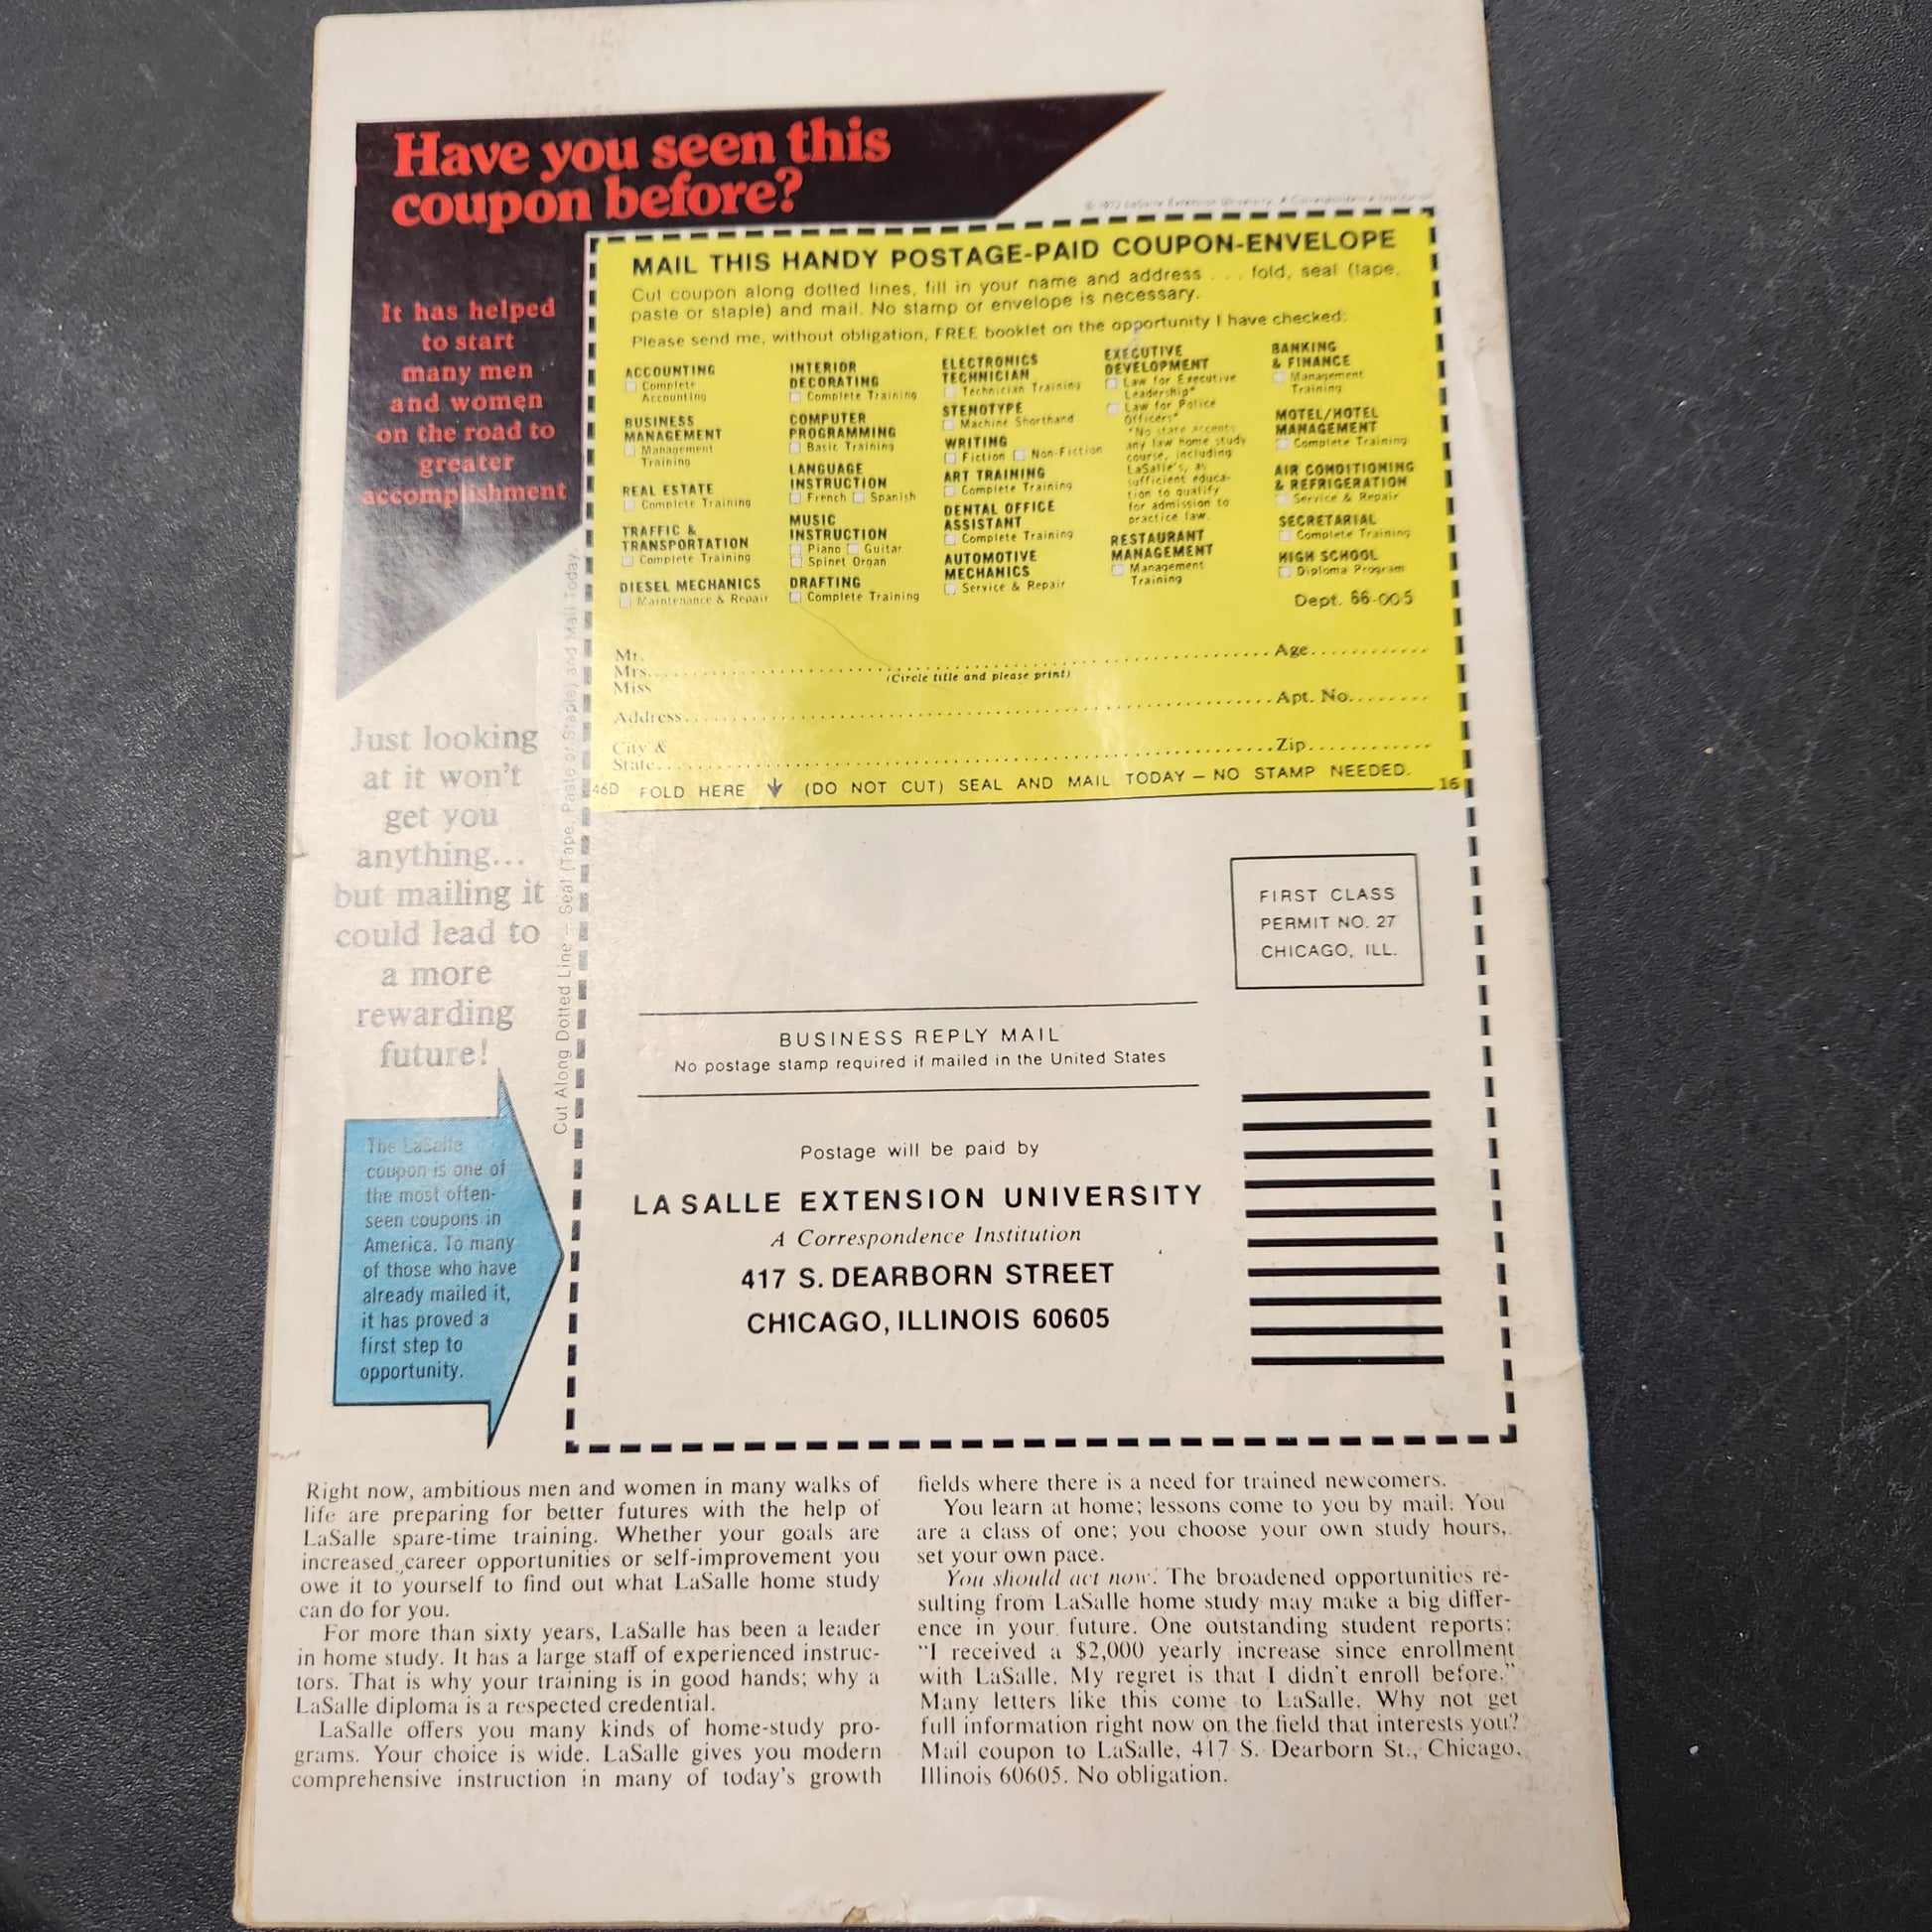 Have you seen this
coupon before?
It has helped
to start
many men
and women
on the road to
greater
accomplishment
Just looking
at it won't
get you
anything...
but mailing it
could lead to
a more
rewarding
future!
The LaSalle
coupon is one of
the most often-
seen coupons in
America. To many
of those who have
already mailed it,
it has proved a
first step to
opportunity.
Cut Along Dotted Line – Seal (Tape, Paste or Staple) and Mail Today.
© 1972 LaSalle Extension University, A Correspondence Institution
MAIL THIS HANDY POSTAGE-PAID COUPON-ENVELOPE
Cut coupon along dotted lines, fill in your name and address . . . fold, seal (tape,
paste or staple) and mail. No stamp or envelope is necessary.
Please send me, without obligation, FREE booklet on the opportunity I have checked:
ACCOUNTING
Complete
Accounting
BUSINESS
MANAGEMENT
Management
Training
REAL ESTATE
Complete Training
TRAFFIC &
TRANSPORTATION
Complete Training
DIESEL MECHANICS
Maintenance & Repair
INTERIOR
DECORATING
Complete Training
COMPUTER
PROGRAMMING
Basic Training
LANGUAGE
INSTRUCTION
French Spanish
MUSIC
INSTRUCTION
Piano Guitar
Spinet Organ
DRAFTING
Complete Training
ELECTRONICS
TECHNICIAN
Technician Training
STENOTYPE
Machine Shorthand
WRITING
Fiction Non-Fiction
ART TRAINING
Complete Training
DENTAL OFFICE
ASSISTANT
Complete Training
AUTOMOTIVE
MECHANICS
Service & Repair
EXECUTIVE
DEVELOPMENT
Law for Executive
Leadership*
Law for Police
Officers*
*No state accepts
any law home study
course, including
LaSalle's, as
sufficient educa-
tion to qualify
for admission to
practice law.
RESTAURANT
MANAGEMENT
Management
Training
BANKING
& FINANCE
Management
Training
MOTEL/HOTEL
MANAGEMENT
Complete Training
AIR CONDITIONING
& REFRIGERATION
Service & Repair
SECRETARIAL
Complete Training
HIGH SCHOOL
Diploma Program
Dept. 66-005
Mr.
Mrs. Age
Miss
(Circle title and please print)
Address Apt. No.
City &
State Zip
46D FOLD HERE ↓ (DO NOT CUT) SEAL AND MAIL TODAY – NO STAMP NEEDED. 16
FIRST CLASS
PERMIT NO. 27
CHICAGO, ILL.
BUSINESS REPLY MAIL
No postage stamp required if mailed in the United States
Postage will be paid by
LA SALLE EXTENSION UNIVERSITY
A Correspondence Institution
417 S. DEARBORN STREET
CHICAGO, ILLINOIS 60605
Right now, ambitious men and women in many walks of
life are preparing for better futures with the help of
LaSalle spare-time training. Whether your goals are
increased career opportunities or self-improvement you
owe it to yourself to find out what LaSalle home study
can do for you.
For more than sixty years, LaSalle has been a leader
in home study. It has a large staff of experienced instruc-
tors. That is why your training is in good hands; why a
LaSalle diploma is a respected credential.
LaSalle offers you many kinds of home-study pro-
grams. Your choice is wide. LaSalle gives you modern
comprehensive instruction in many of today's growth
fields where there is a need for trained newcomers.
You learn at home; lessons come to you by mail. You
are a class of one; you choose your own study hours,
set your own pace.
You should act now. The broadened opportunities re-
sulting from LaSalle home study may make a big differ-
ence in your future. One outstanding student reports:
"I received a $2,000 yearly increase since enrollment
with LaSalle. My regret is that I didn't enroll before."
Many letters like this come to LaSalle. Why not get
full information right now on the field that interests you?
Mail coupon to LaSalle, 417 S. Dearborn St., Chicago,
Illinois 60605. No obligation.